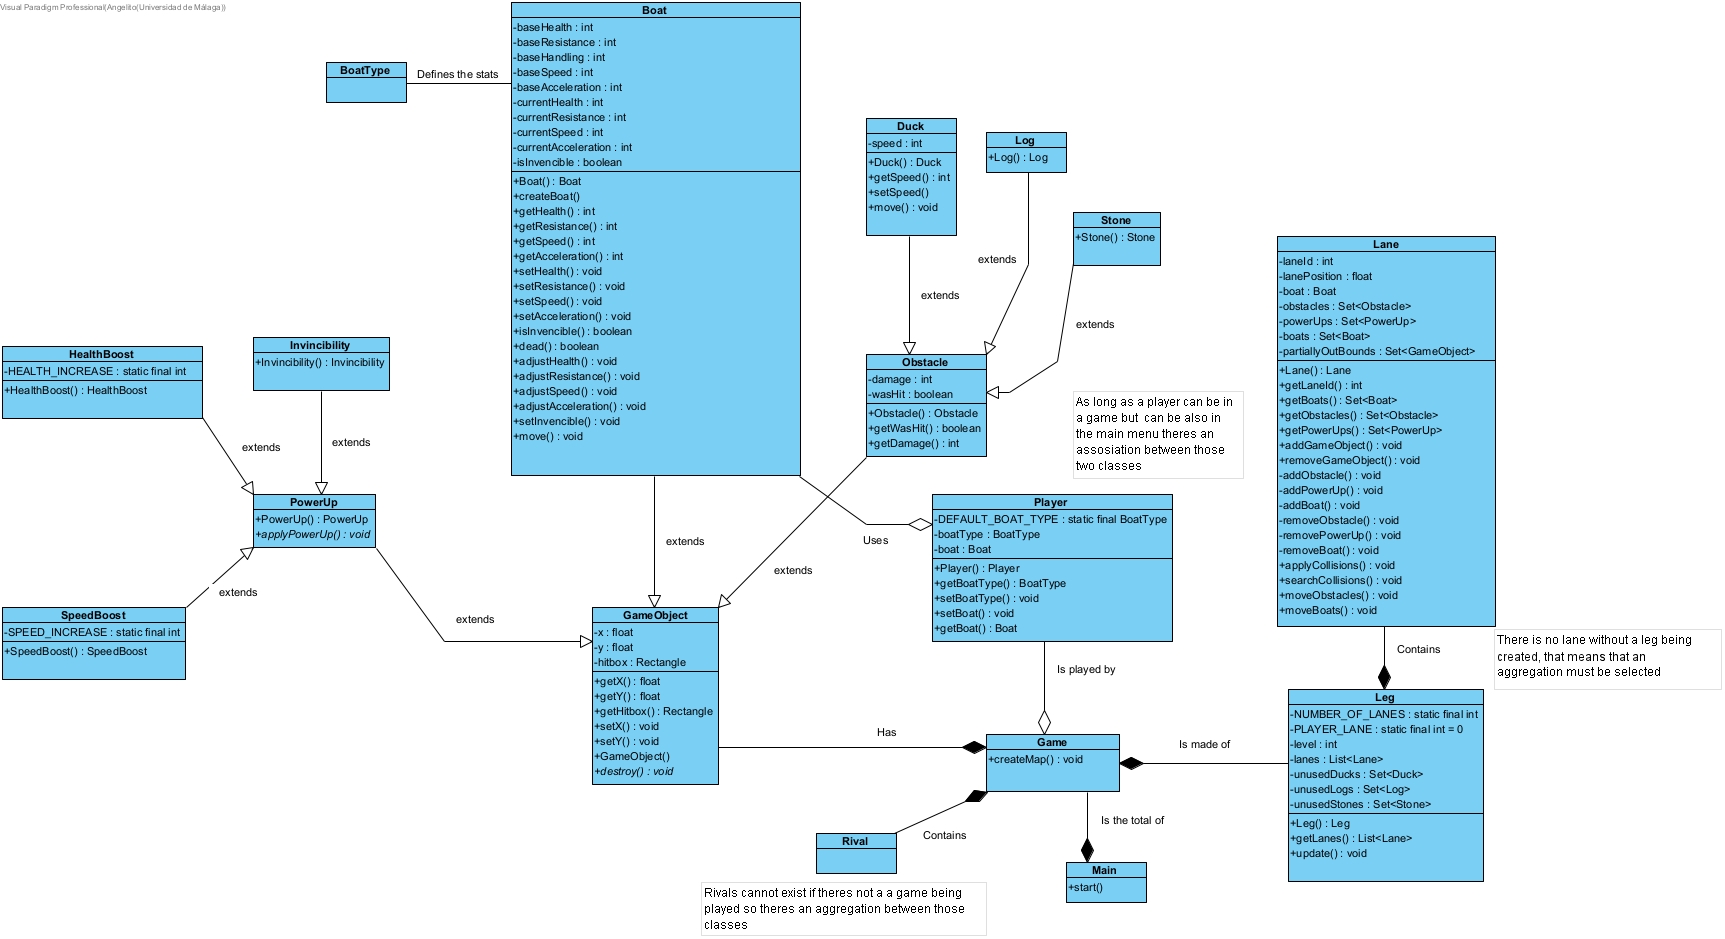 Visual Paradigm Professional(Angelito(Universidad de Málaga))
Boat
-baseHealth : int
-baseResistance : int
-baseHandling : int
-baseSpeed : int
-baseAcceleration : int
-currentHealth : int
-currentResistance : int
-currentSpeed : int
-currentAcceleration : int
-isInvencible : boolean
+Boat() : Boat
+createBoat()
+getHealth() : int
+getResistance() : int
+getSpeed() : int
+getAcceleration() : int
+setHealth() : void
+setResistance() : void
+setSpeed() : void
+setAcceleration() : void
+isInvencible() : boolean
+dead() : boolean
+adjustHealth() : void
+adjustResistance() : void
+adjustSpeed() : void
+adjustAcceleration() : void
+setInvencible() : void
+move() : void
BoatType
Defines the stats
Duck
-speed : int
+Duck() : Duck
+getSpeed() : int
+setSpeed()
+move() : void
Log
+Log() : Log
Stone
+Stone() : Stone
extends
extends
extends
Lane
-laneId : int
-lanePosition : float
-boat : Boat
-obstacles : Set<Obstacle>
-powerUps : Set<PowerUp>
-boats : Set<Boat>
-partiallyOutBounds : Set<GameObject>
+Lane() : Lane
+getLaneId() : int
+getBoats() : Set<Boat>
+getObstacles() : Set<Obstacle>
+getPowerUps() : Set<PowerUp>
+addGameObject() : void
+removeGameObject() : void
+addObstacle() : void
+addPowerUp() : void
+addBoat() : void
-removeObstacle() : void
-removePowerUp() : void
-removeBoat() : void
+applyCollisions() : void
+searchCollisions() : void
+moveObstacles() : void
+moveBoats() : void
HealthBoost
-HEALTH_INCREASE : static final int
+HealthBoost() : HealthBoost
Invincibility
+Invincibility() : Invincibility
extends
extends
Obstacle
-damage : int
-wasHit : boolean
+Obstacle() : Obstacle
+getWasHit() : boolean
+getDamage() : int
As long as a player can be in
a game but  can be also in
the main menu theres an
assosiation between those
two classes
PowerUp
+PowerUp() : PowerUp
+applyPowerUp() : void
extends
Uses
extends
Player
-DEFAULT_BOAT_TYPE : static final BoatType
-boatType : BoatType
-boat : Boat
+Player() : Player
+getBoatType() : BoatType
+setBoatType() : void
+setBoat() : void
+getBoat() : Boat
extends
SpeedBoost
-SPEED_INCREASE : static final int
+SpeedBoost() : SpeedBoost
extends
GameObject
-x : float
-y : float
-hitbox : Rectangle
+getX() : float
+getY() : float
+getHitbox() : Rectangle
+setX() : void
+setY() : void
+GameObject()
+destroy() : void
Is played by
Contains
There is no lane without a leg being
created, that means that an
aggregation must be selected
Has
Game
+createMap() : void
Is made of
Leg
-NUMBER_OF_LANES : static final int
-PLAYER_LANE : static final int = 0
-level : int
-lanes : List<Lane>
-unusedDucks : Set<Duck>
-unusedLogs : Set<Log>
-unusedStones : Set<Stone>
+Leg() : Leg
+getLanes() : List<Lane>
+update() : void
Is the total of
Contains
Rival
Main
+start()
Rivals cannot exist if theres not a a game being
played so theres an aggregation between those
classes